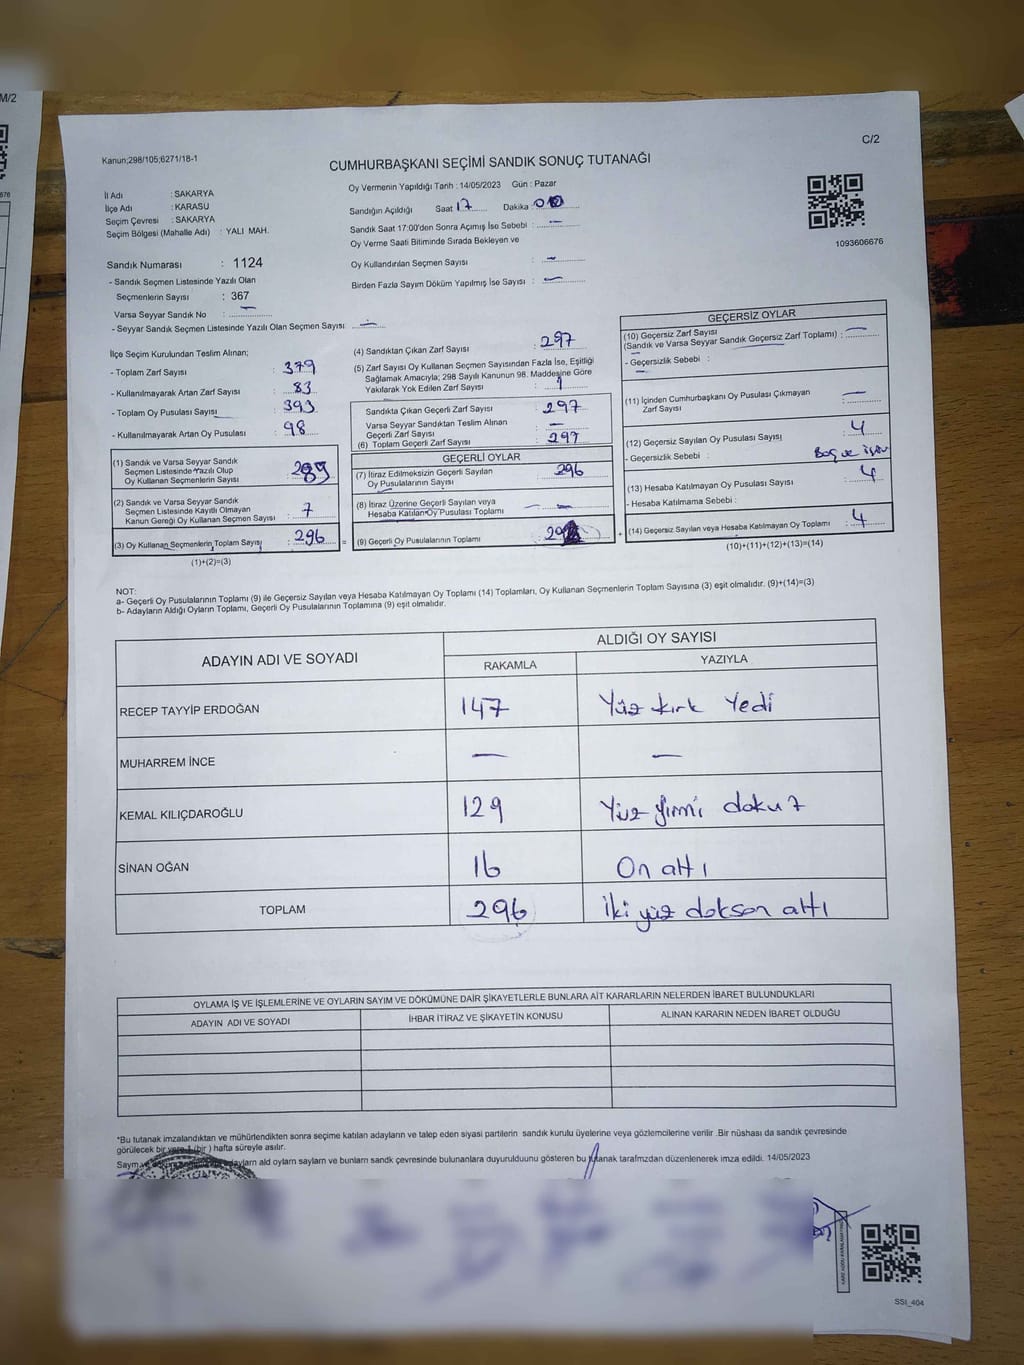 M/2
C/2
Kanun;298/105;6271/18-1
CUMHURBAŞKANI SEÇİMİ SANDIK SONUÇ TUTANAĞI
İl Adı : SAKARYA
İlçe Adı : KARASU
Seçim Çevresi : SAKARYA
Seçim Bölgesi (Mahalle Adı) : YALI MAH.
Sandık Numarası : 1124
- Sandık Seçmen Listesinde Yazılı Olan
Seçmenlerin Sayısı : 367
Varsa Seyyar Sandık No : —
- Seyyar Sandık Seçmen Listesinde Yazılı Olan Seçmen Sayısı: —
Oy Vermenin Yapıldığı Tarih : 14/05/2023 Gün : Pazar
Sandığın Açıldığı Saat 17 Dakika
Sandık Saat 17:00'den Sonra Açımış İse Sebebi : —
Oy Verme Saati Bitiminde Sırada Bekleyen ve
Oy Kullandırılan Seçmen Sayısı : —
Birden Fazla Sayım Döküm Yapılmış İse Sayısı : —
1093606676
İlçe Seçim Kurulundan Teslim Alınan;
- Toplam Zarf Sayısı : 379
- Kullanılmayarak Artan Zarf Sayısı : 83
- Toplam Oy Pusulası Sayısı : 393
- Kullanılmayarak Artan Oy Pusulası : 98
(1) Sandık ve Varsa Seyyar Sandık
Seçmen Listesinde Yazılı Olup
Oy Kullanan Seçmenlerin Sayısı : 289
(2) Sandık ve Varsa Seyyar Sandık
Seçmen Listesinde Kayıtlı Olmayan
Kanun Gereği Oy Kullanan Seçmen Sayısı : 7
(3) Oy Kullanan Seçmenlerin Toplam Sayısı : 296 =
(1)+(2)=(3)
(4) Sandıktan Çıkan Zarf Sayısı : 297
(5) Zarf Sayısı Oy Kullanan Seçmen Sayısından Fazla İse, Eşitliği
Sağlamak Amacıyla; 298 Sayılı Kanunun 98. Maddesine Göre
Yakılarak Yok Edilen Zarf Sayısı : 1
Sandıkta Çıkan Geçerli Zarf Sayısı : 297
Varsa Seyyar Sandıktan Teslim Alınan
Geçerli Zarf Sayısı : —
(6) Toplam Geçerli Zarf Sayısı : 297
GEÇERLİ OYLAR
(7) İtiraz Edilmeksizin Geçerli Sayılan
Oy Pusulalarının Sayısı : 296
(8) İtiraz Üzerine Geçerli Sayılan veya
Hesaba Katılan Oy Pusulası Toplamı : —
(9) Geçerli Oy Pusulalarının Toplamı : +
GEÇERSİZ OYLAR
(10) Geçersiz Zarf Sayısı
(Sandık ve Varsa Seyyar Sandık Geçersiz Zarf Toplamı) : —
- Geçersizlik Sebebi : —
(11) İçinden Cumhurbaşkanı Oy Pusulası Çıkmayan
Zarf Sayısı : —
(12) Geçersiz Sayılan Oy Pusulası Sayısı : 4
- Geçersizlik Sebebi : Boş ve
(13) Hesaba Katılmayan Oy Pusulası Sayısı : 4
- Hesaba Katılmama Sebebi :
(14) Geçersiz Sayılan veya Hesaba Katılmayan Oy Toplamı : 4
(10)+(11)+(12)+(13)=(14)
NOT:
a- Geçerli Oy Pusulalarının Toplamı (9) ile Geçersiz Sayılan veya Hesaba Katılmayan Oy Toplamı (14) Toplamları, Oy Kullanan Seçmenlerin Toplam Sayısına (3) eşit olmalıdır. (9)+(14)=(3)
b- Adayların Aldığı Oyların Toplamı, Geçerli Oy Pusulalarının Toplamına (9) eşit olmalıdır.
ADAYIN ADI VE SOYADI ALDIĞI OY SAYISI
RAKAMLA YAZIYLA
RECEP TAYYİP ERDOĞAN 147 Yüz kırk Yedi
MUHARREM İNCE — —
KEMAL KILIÇDAROĞLU 129 Yüz Yirmi dokuz
SİNAN OĞAN 16 On altı
TOPLAM 296 İki yüz doksan altı
OYLAMA İŞ VE İŞLEMLERİNE VE OYLARIN SAYIM VE DÖKÜMÜNE DAİR ŞİKAYETLERLE BUNLARA AİT KARARLARIN NELERDEN İBARET BULUNDUKLARI
ADAYIN ADI VE SOYADI İHBAR İTİRAZ VE ŞİKAYETİN KONUSU ALINAN KARARIN NEDEN İBARET OLDUĞU
*Bu tutanak imzalandıktan ve mühürlendikten sonra seçime katılan adayların ve talep eden siyasi partilerin sandık kurulu üyelerine veya gözlemcilerine verilir .Bir nüshası da sandık çevresinde
görülecek bir yere 1 (bir ) hafta süreyle asılır.
Sayım adayların ald oyların sayların ve bunların sandk çevresinde bulunanlara duyurulduunu gösteren bu tutanak tarafmzdan düzenlenerek imza edildi. 14/05/2023
SSİ_404